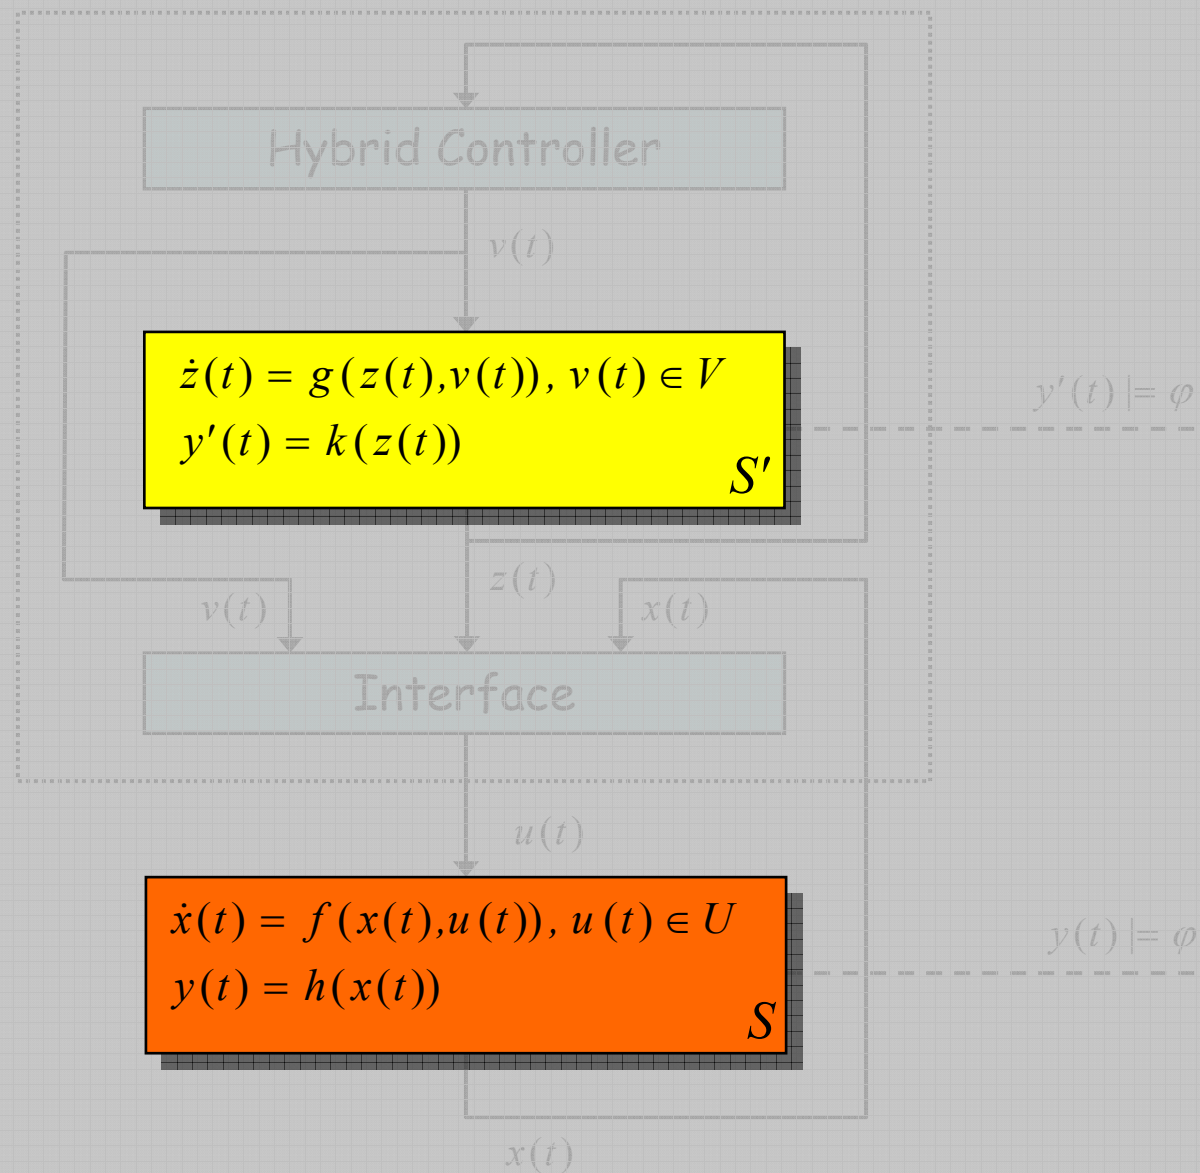 Hybrid Controller
v(t)
ż(t) = g(z(t),v(t)), v(t) ∈ V
y′(t) = k(z(t))
S′
y′(t) |= φ
z(t)
v(t)
x(t)
Interface
u(t)
ẋ(t) = f(x(t),u(t)), u(t) ∈ U
y(t) = h(x(t))
S
y(t) |= φ
x(t)